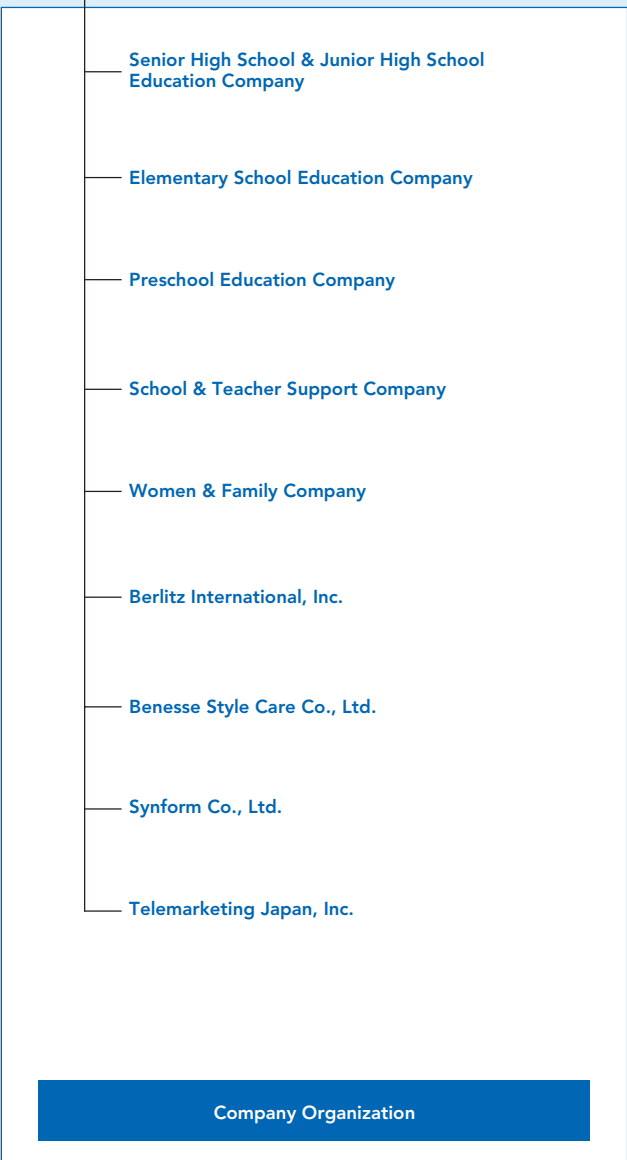 Senior High School & Junior High School
Education Company
Elementary School Education Company
Preschool Education Company
School & Teacher Support Company
Women & Family Company
Berlitz International, Inc.
Benesse Style Care Co., Ltd.
Synform Co., Ltd.
Telemarketing Japan, Inc.
Company Organization